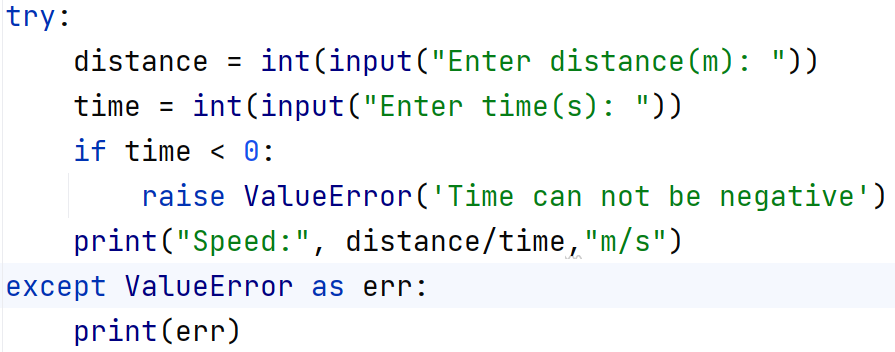 try:
    distance = int(input("Enter distance(m): "))
    time = int(input("Enter time(s): "))
    if time < 0:
        raise ValueError('Time can not be negative')
    print("Speed:", distance/time,"m/s")
except ValueError as err:
    print(err)